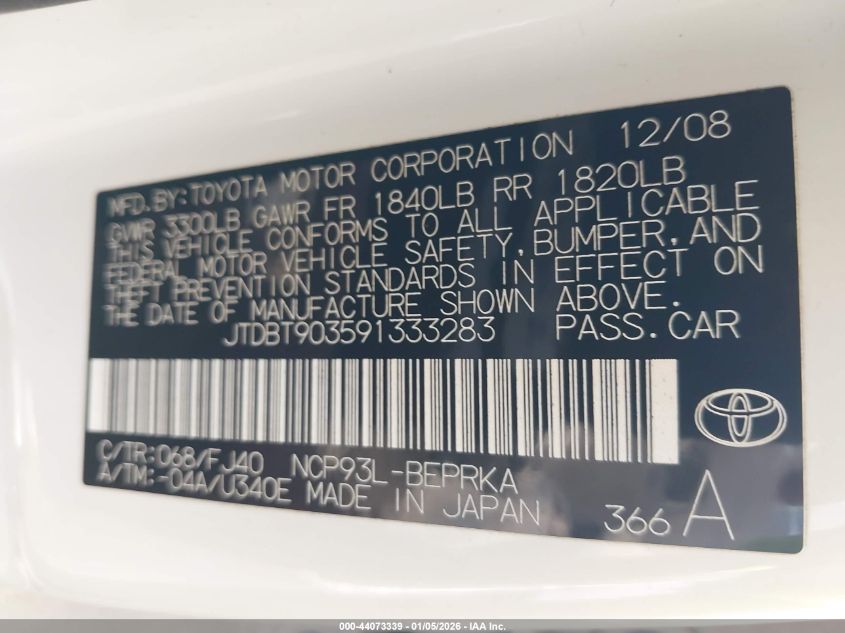 MFD. BY: TOYOTA MOTOR CORPORATION 12/08
GVWR 3300LB GAWR FR 1840LB RR 1820LB
THIS VEHICLE CONFORMS TO ALL APPLICABLE
FEDERAL MOTOR VEHICLE SAFETY, BUMPER, AND
THEFT PREVENTION STANDARDS IN EFFECT ON
THE DATE OF MANUFACTURE SHOWN ABOVE.
JTDBT903591333283 PASS. CAR
C/TR: 068/FJ40 NCP93L-BEPRKA
A/TM: -04A/U340E MADE IN JAPAN 366 A
000-44073339 - 01/05/2026 - IAA Inc.